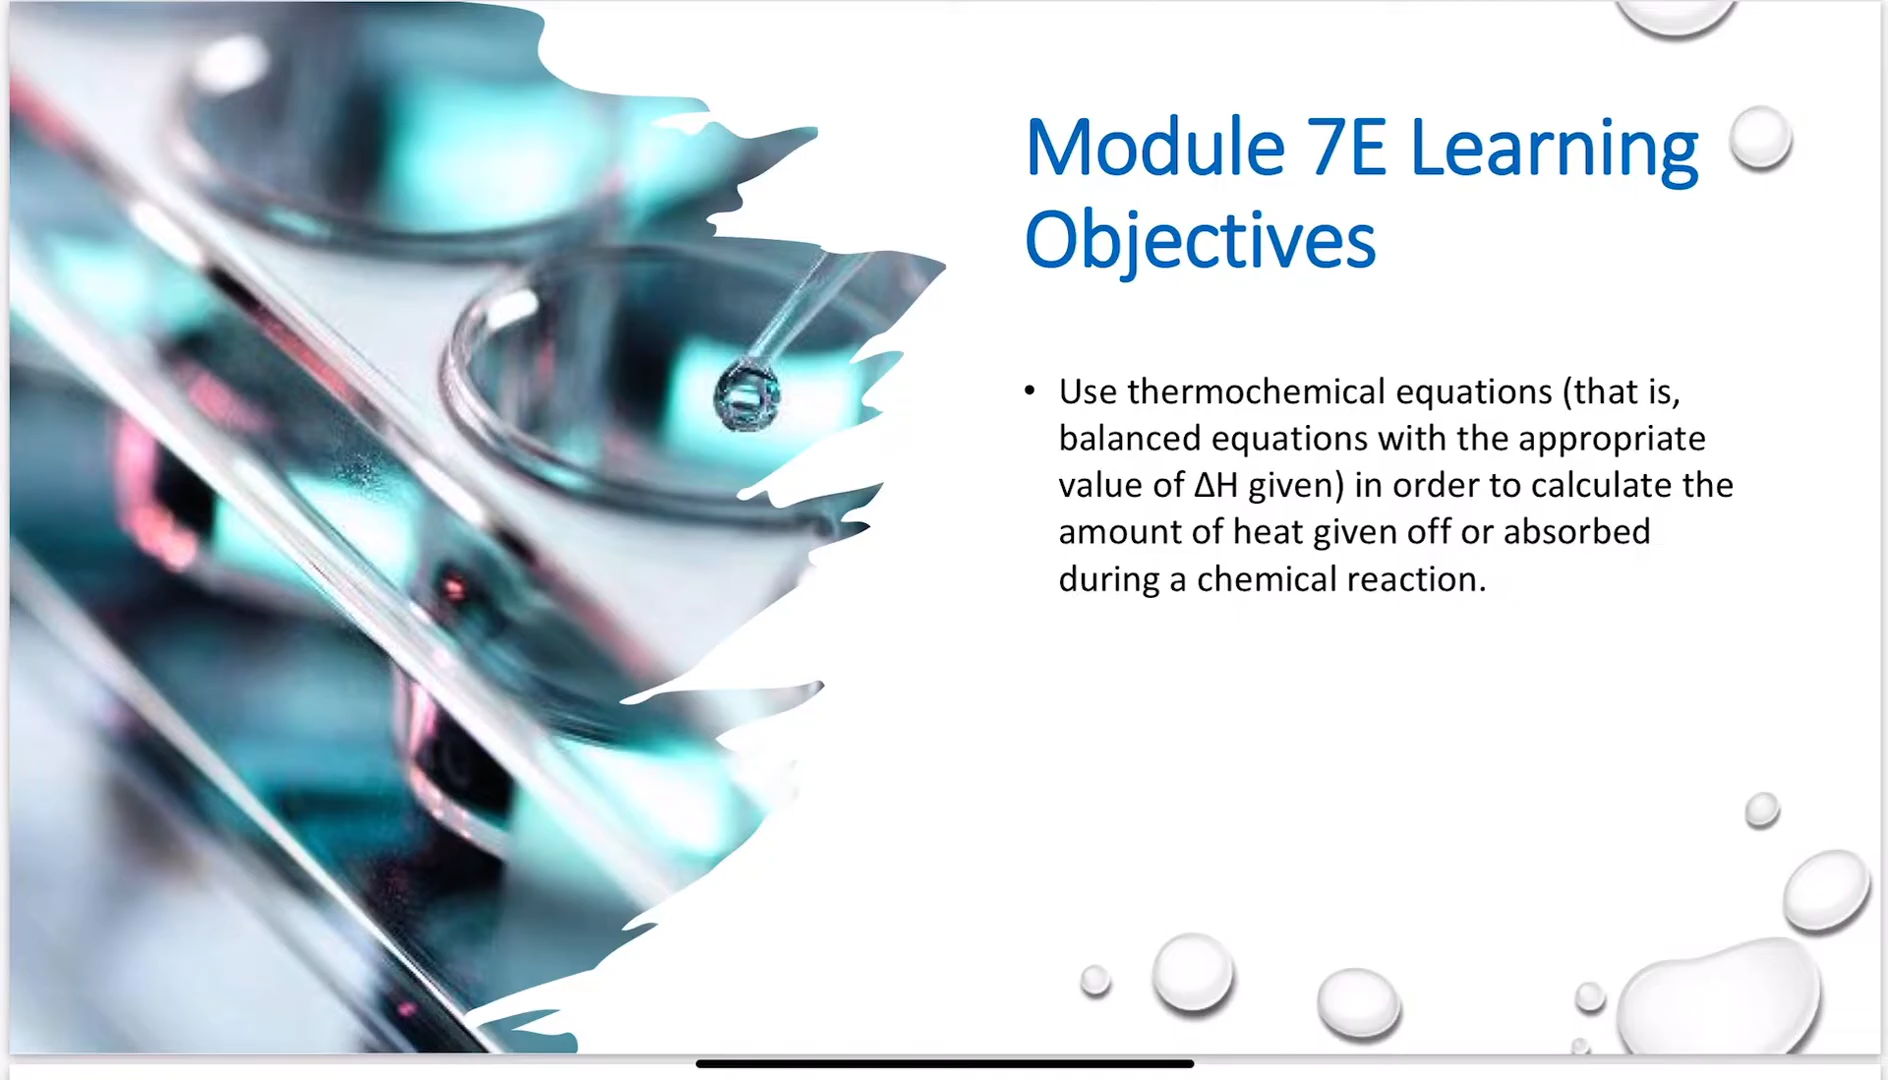 Module 7E Learning
Objectives
• Use thermochemical equations (that is,
balanced equations with the appropriate
value of ΔH given) in order to calculate the
amount of heat given off or absorbed
during a chemical reaction.